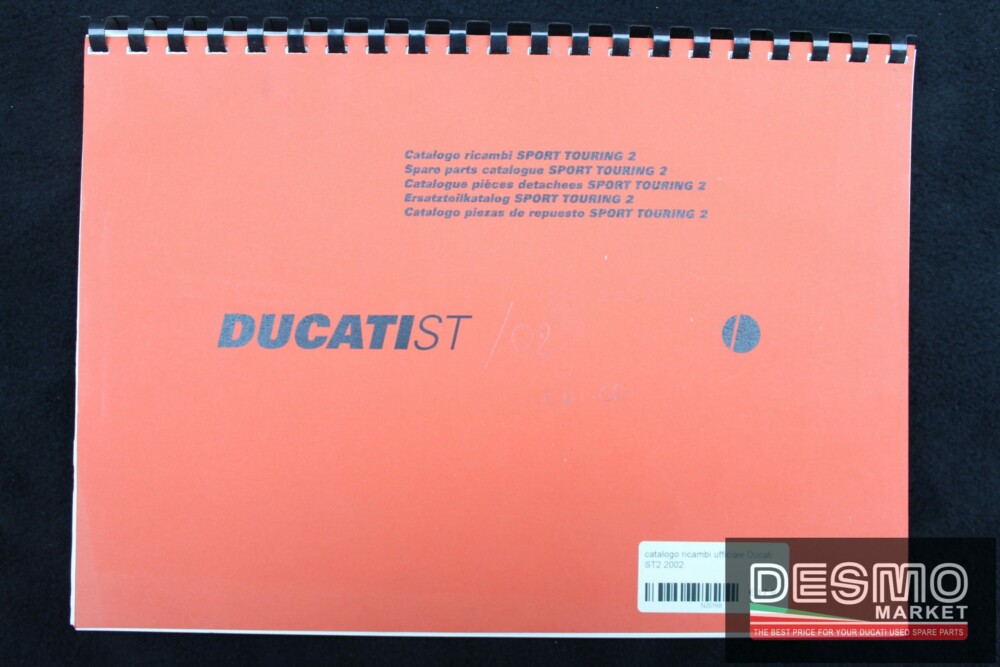 Catalogo ricambi SPORT TOURING 2
Spare parts catalogue SPORT TOURING 2
Catalogue pièces detachees SPORT TOURING 2
Ersatzteilkatalog SPORT TOURING 2
Catalogo piezas de repuesto SPORT TOURING 2
DUCATIST /02
catalogo ricambi ufficiale Ducati
ST2 2002
DESMO
MARKET
THE BEST PRICE FOR YOUR DUCATI USED SPARE PARTS